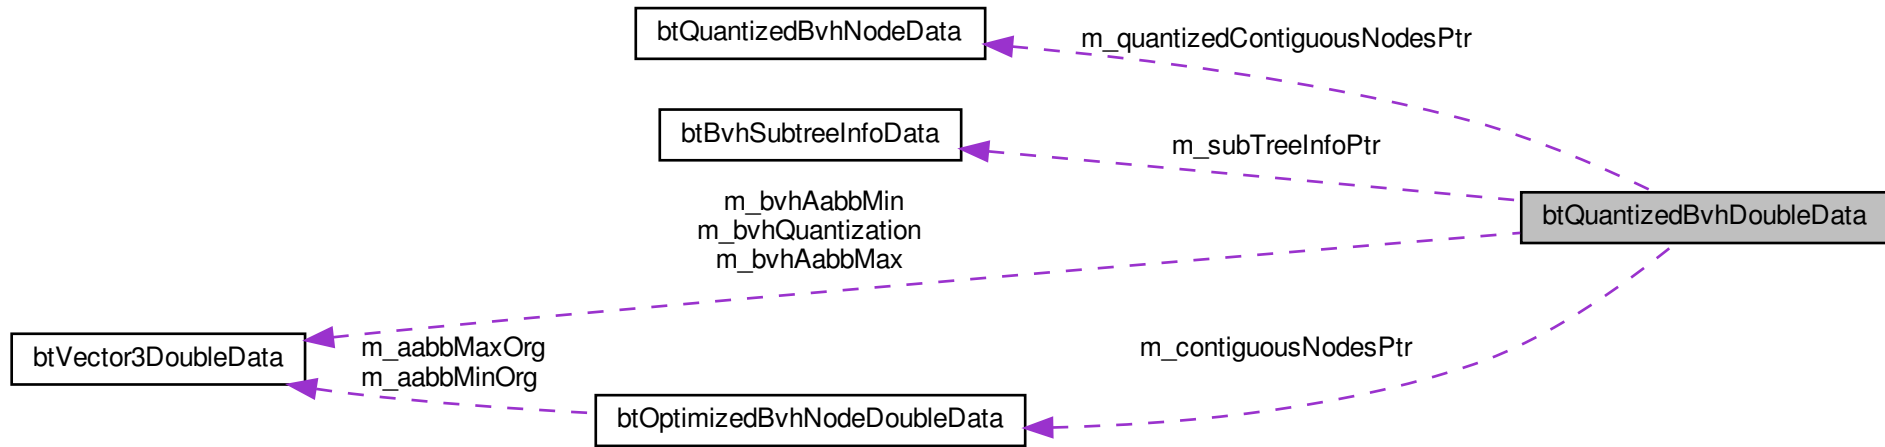 btQuantizedBvhNodeData
m_quantizedContiguousNodesPtr
btBvhSubtreeInfoData
m_subTreeInfoPtr
m_bvhAabbMin
m_bvhQuantization
m_bvhAabbMax
btQuantizedBvhDoubleData
btVector3DoubleData
m_aabbMaxOrg
m_aabbMinOrg
m_contiguousNodesPtr
btOptimizedBvhNodeDoubleData